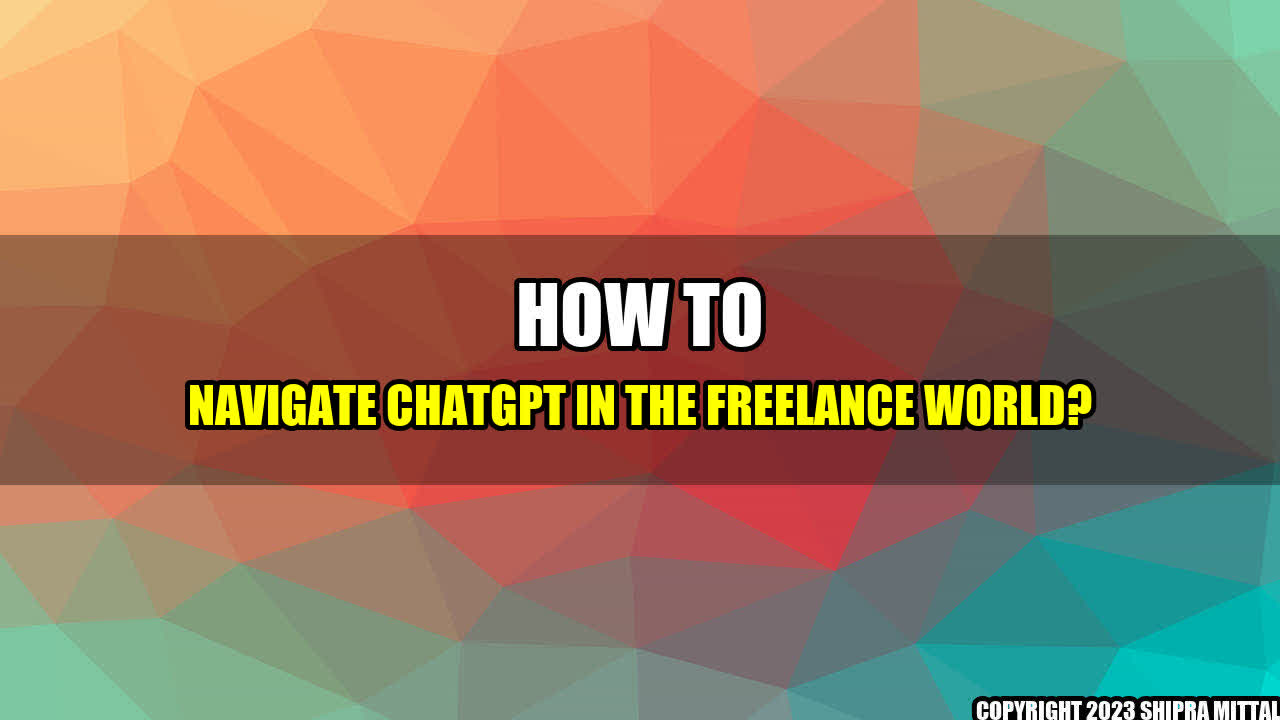 HOW TO
NAVIGATE CHATGPT IN THE FREELANCE WORLD?
COPYRIGHT 2023 SHIPRA MITTAL